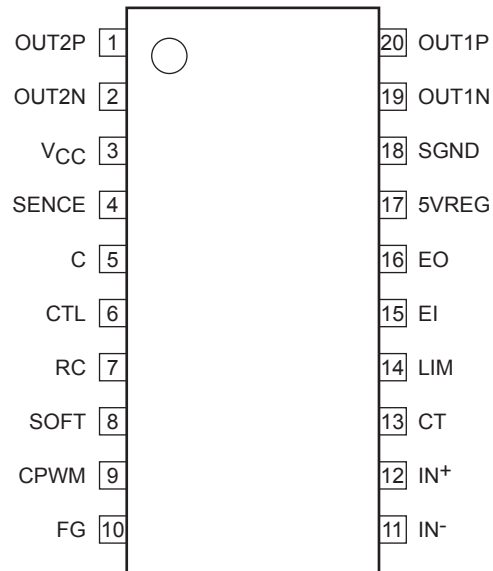 OUT2P 1 20 OUT1P
OUT2N 2 19 OUT1N
VCC 3 18 SGND
SENCE 4 17 5VREG
C 5 16 EO
CTL 6 15 EI
RC 7 14 LIM
SOFT 8 13 CT
CPWM 9 12 IN+
FG 10 11 IN-